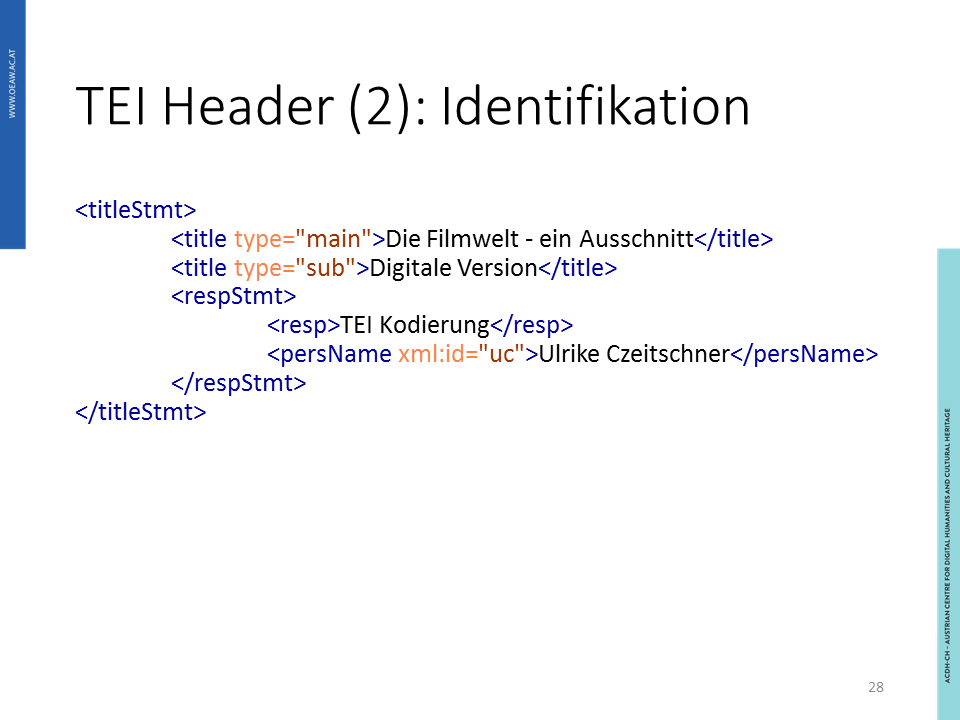 WWW.OEAW.AC.AT
TEI Header (2): Identifikation
<titleStmt>
<title type="main">Die Filmwelt - ein Ausschnitt</title>
<title type="sub">Digitale Version</title>
<respStmt>
<resp>TEI Kodierung</resp>
<persName xml:id="uc">Ulrike Czeitschner</persName>
</respStmt>
</titleStmt>
ACDH-CH - AUSTRIAN CENTRE FOR DIGITAL HUMANITIES AND CULTURAL HERITAGE
28